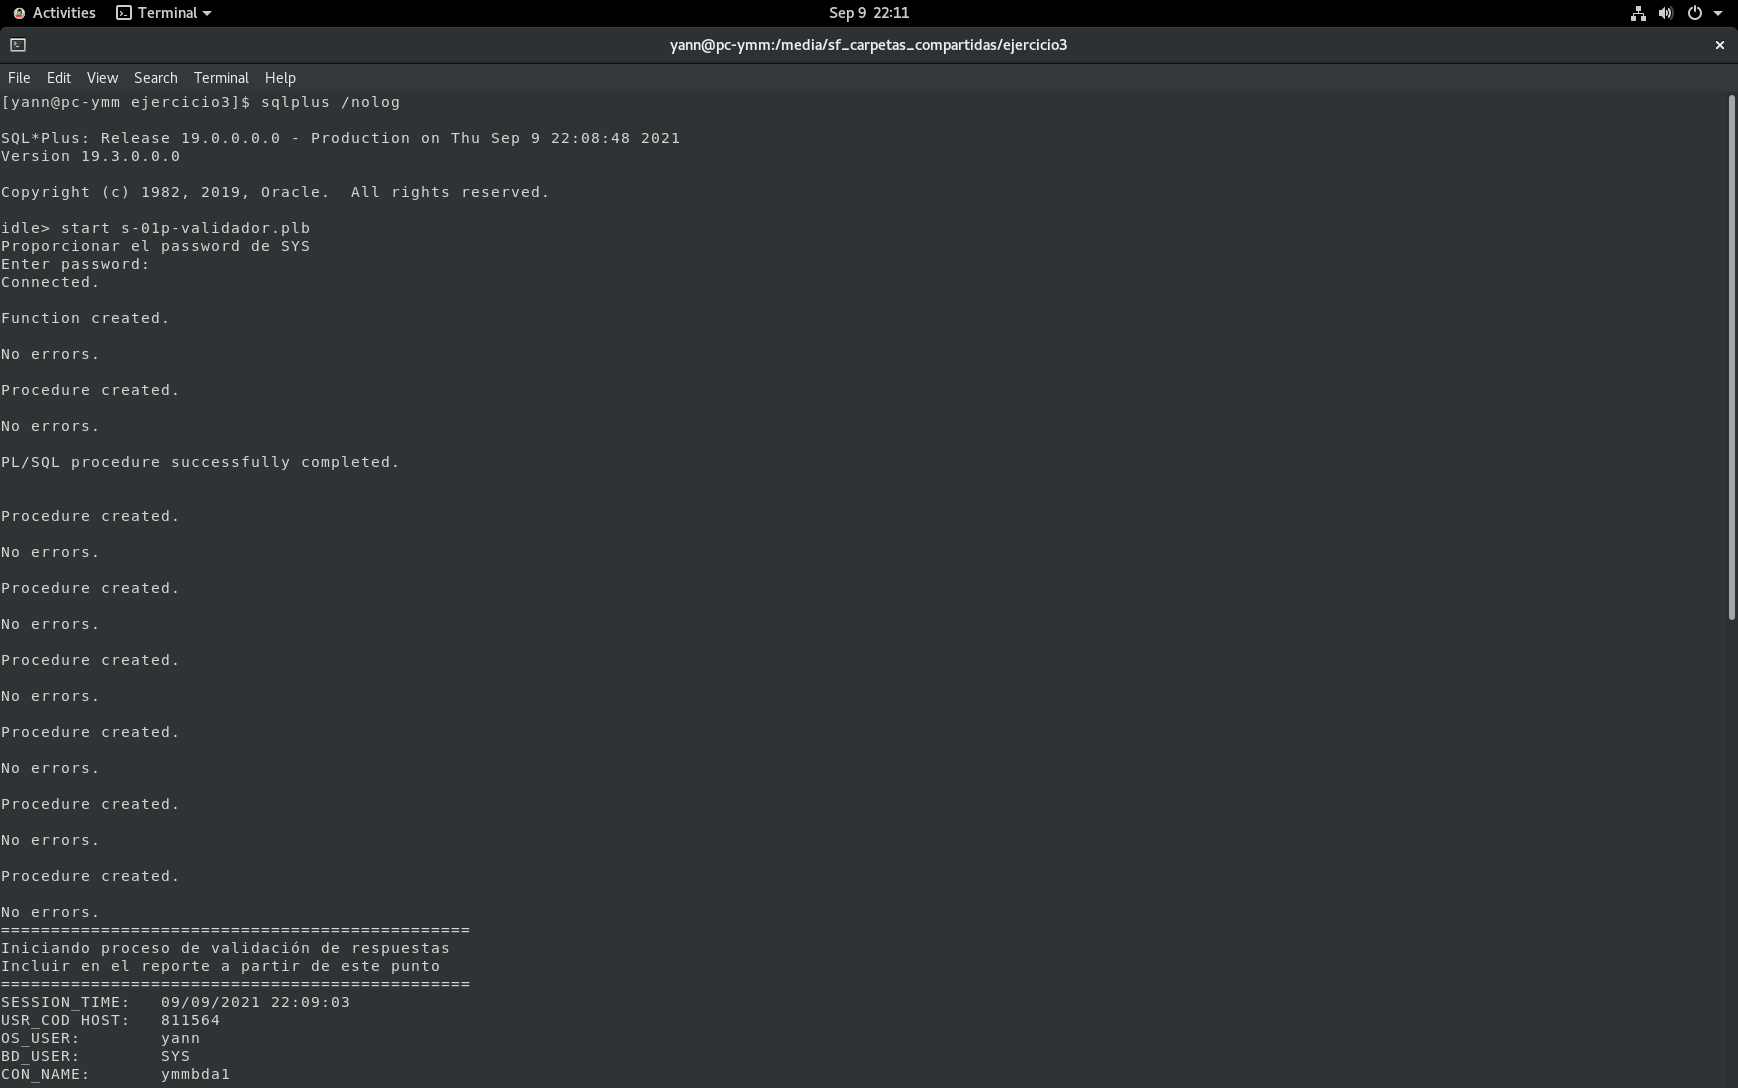 Activities Terminal Sep 9 22:11
yann@pc-ymm:/media/sf_carpetas_compartidas/ejercicio3
File Edit View Search Terminal Help
[yann@pc-ymm ejercicio3]$ sqlplus /nolog
SQL*Plus: Release 19.0.0.0.0 - Production on Thu Sep 9 22:08:48 2021
Version 19.3.0.0.0
Copyright (c) 1982, 2019, Oracle.  All rights reserved.
idle> start s-01p-validador.plb
Proporcionar el password de SYS
Enter password:
Connected.
Function created.
No errors.
Procedure created.
No errors.
PL/SQL procedure successfully completed.
Procedure created.
No errors.
Procedure created.
No errors.
Procedure created.
No errors.
Procedure created.
No errors.
Procedure created.
No errors.
Procedure created.
No errors.
===============================================
Iniciando proceso de validación de respuestas
Incluir en el reporte a partir de este punto
===============================================
SESSION_TIME:   09/09/2021 22:09:03
USR_COD HOST:   811564
OS_USER:        yann
BD_USER:        SYS
CON_NAME:       ymmbda1